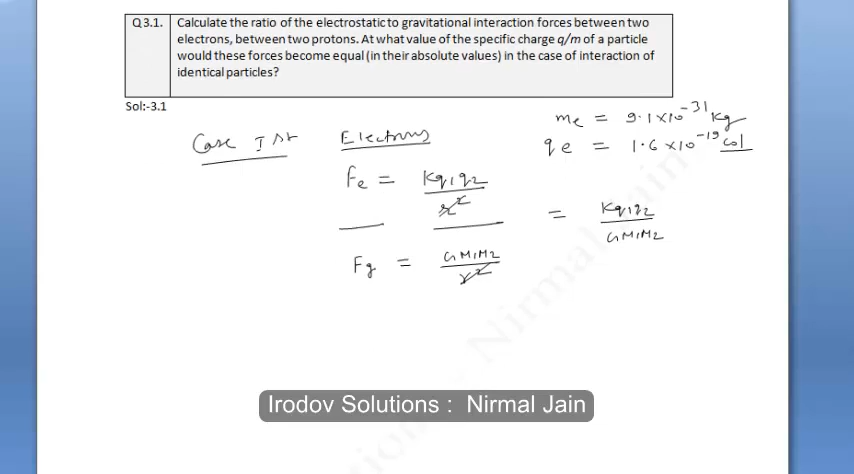 Q3.1. Calculate the ratio of the electrostatic to gravitational interaction forces between two
electrons, between two protons. At what value of the specific charge q/m of a particle
would these forces become equal (in their absolute values) in the case of interaction of
identical particles?
Sol:-3.1
me = 9.1×10⁻³¹ kg
Case Ist Electrons
qe = 1.6×10⁻¹⁹ col
Fe = Kq1q2 / r²
= Kq1q2 / GM1M2
Fg = GM1M2 / r²
Nirmal Jain
Irodov Solutions : Nirmal Jain